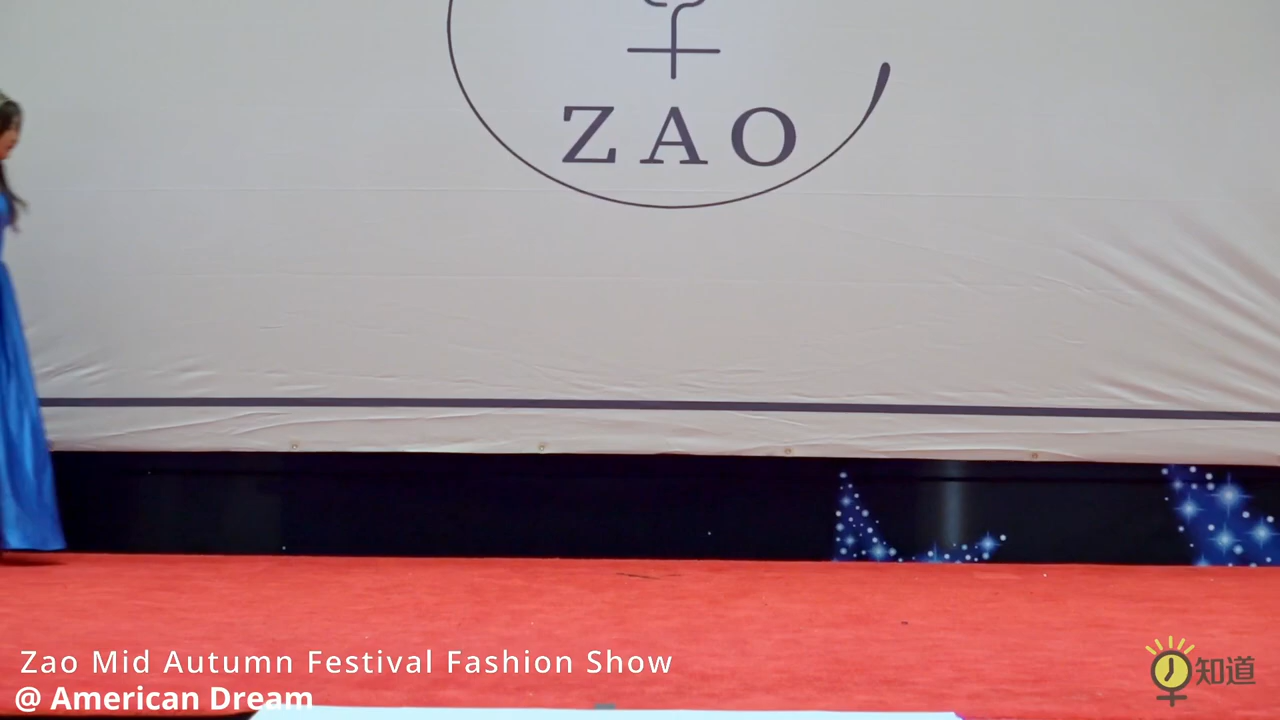 ZAO
Zao Mid Autumn Festival Fashion Show
@ American Dream
知道